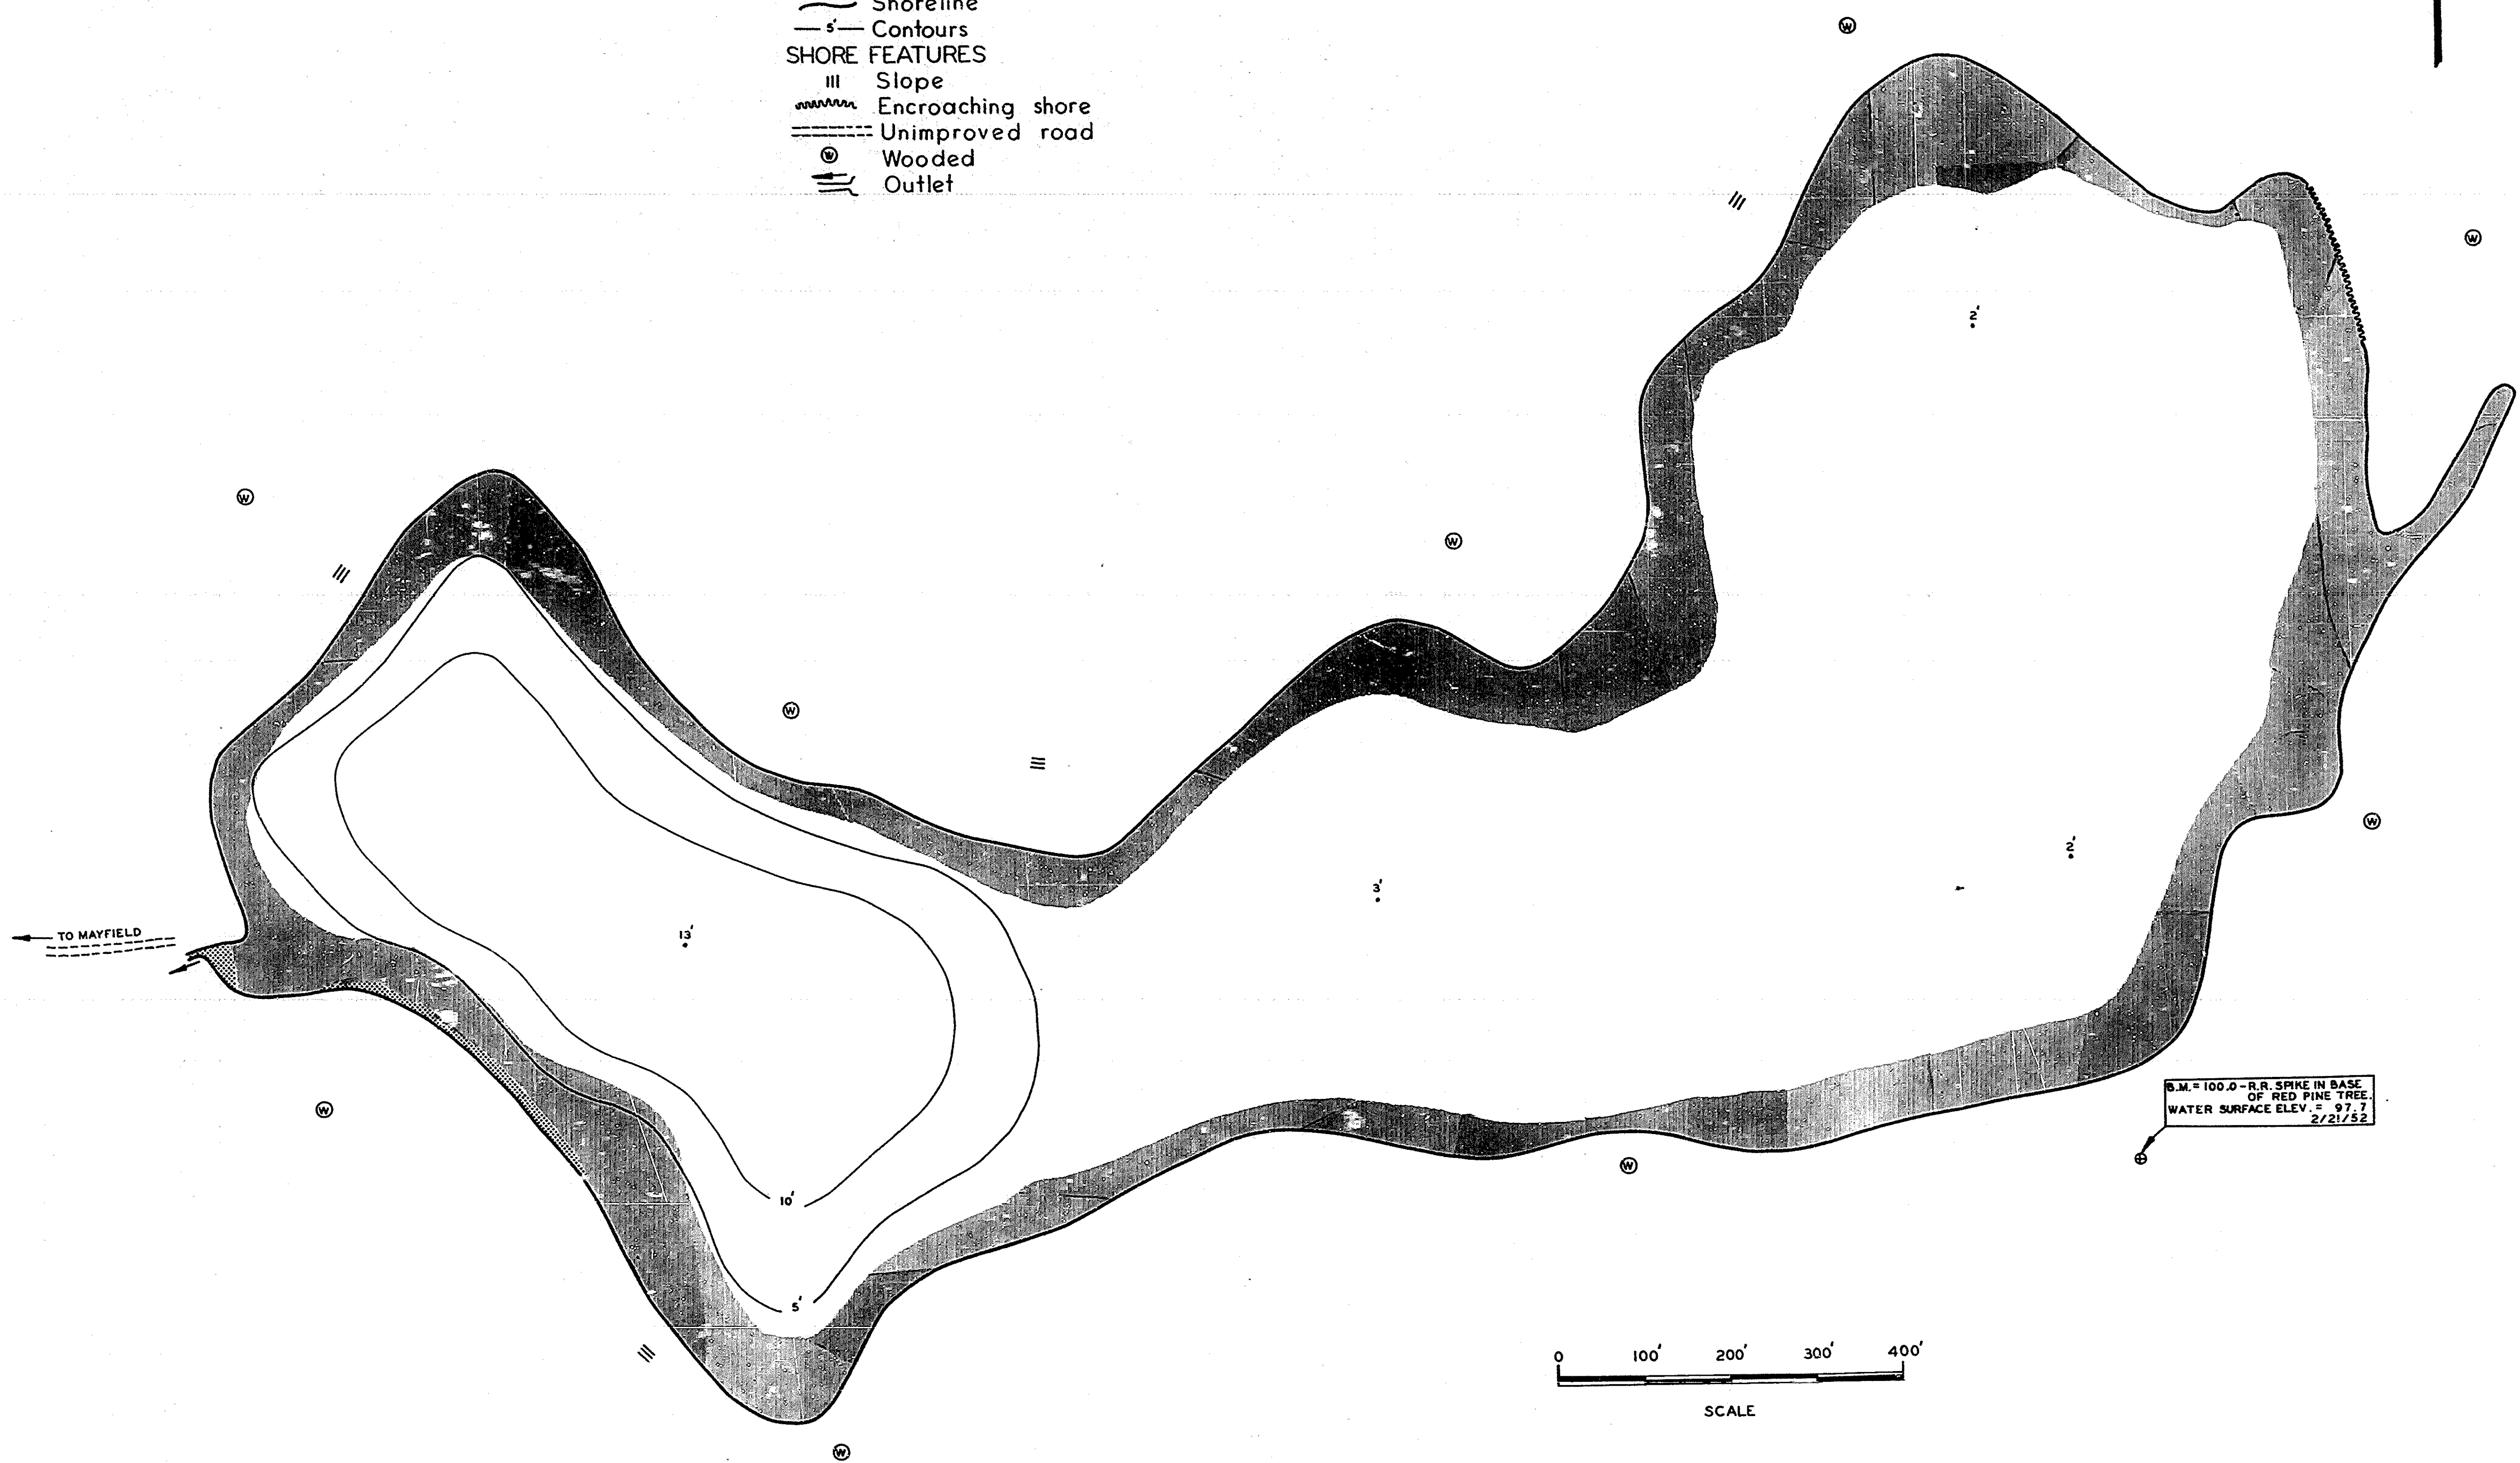 Shoreline
5' Contours
SHORE FEATURES
Slope
Encroaching shore
Unimproved road
W Wooded
Outlet
W
W
2'
W
W
W
W
2'
3'
TO MAYFIELD
13'
B.M. = 100.0 - R.R. SPIKE IN BASE
OF RED PINE TREE.
WATER SURFACE ELEV. = 97.7
2/21/52
W
W
10'
5'
0 100' 200' 300' 400'
SCALE
W